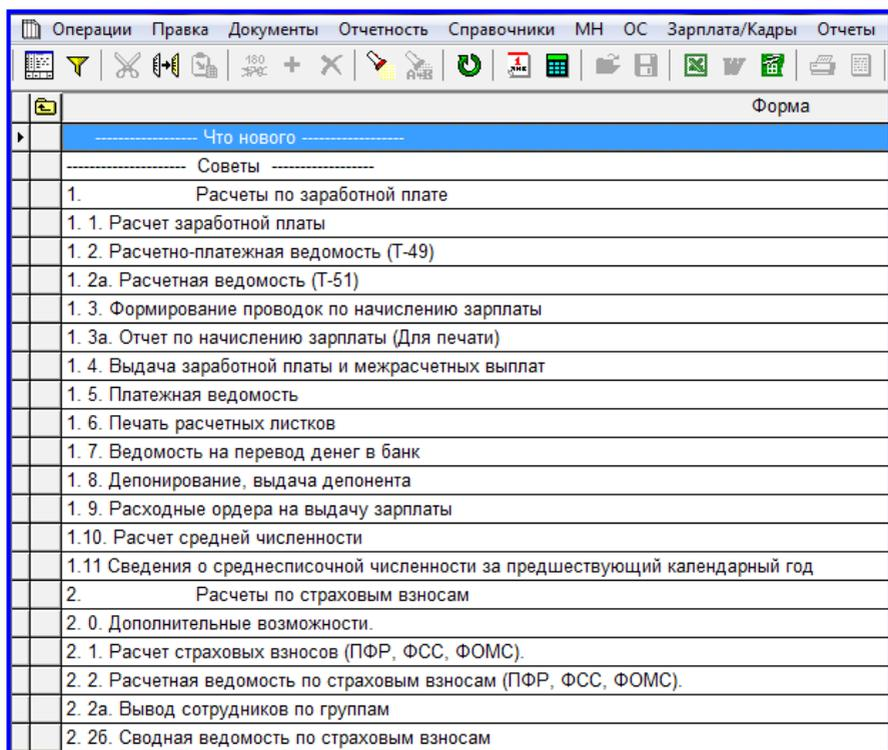 Операции Правка Документы Отчетность Справочники МН ОС Зарплата/Кадры Отчеты
180
A→B
1
Форма
------------------ Что нового ------------------
--------------------- Советы ------------------
1. Расчеты по заработной плате
1. 1. Расчет заработной платы
1. 2. Расчетно-платежная ведомость (Т-49)
1. 2а. Расчетная ведомость (Т-51)
1. 3. Формирование проводок по начислению зарплаты
1. 3а. Отчет по начислению зарплаты (Для печати)
1. 4. Выдача заработной платы и межрасчетных выплат
1. 5. Платежная ведомость
1. 6. Печать расчетных листков
1. 7. Ведомость на перевод денег в банк
1. 8. Депонирование, выдача депонента
1. 9. Расходные ордера на выдачу зарплаты
1.10. Расчет средней численности
1.11 Сведения о среднесписочной численности за предшествующий календарный год
2. Расчеты по страховым взносам
2. 0. Дополнительные возможности.
2. 1. Расчет страховых взносов (ПФР, ФСС, ФОМС).
2. 2. Расчетная ведомость по страховым взносам (ПФР, ФСС, ФОМС).
2. 2а. Вывод сотрудников по группам
2. 2б. Сводная ведомость по страховым взносам